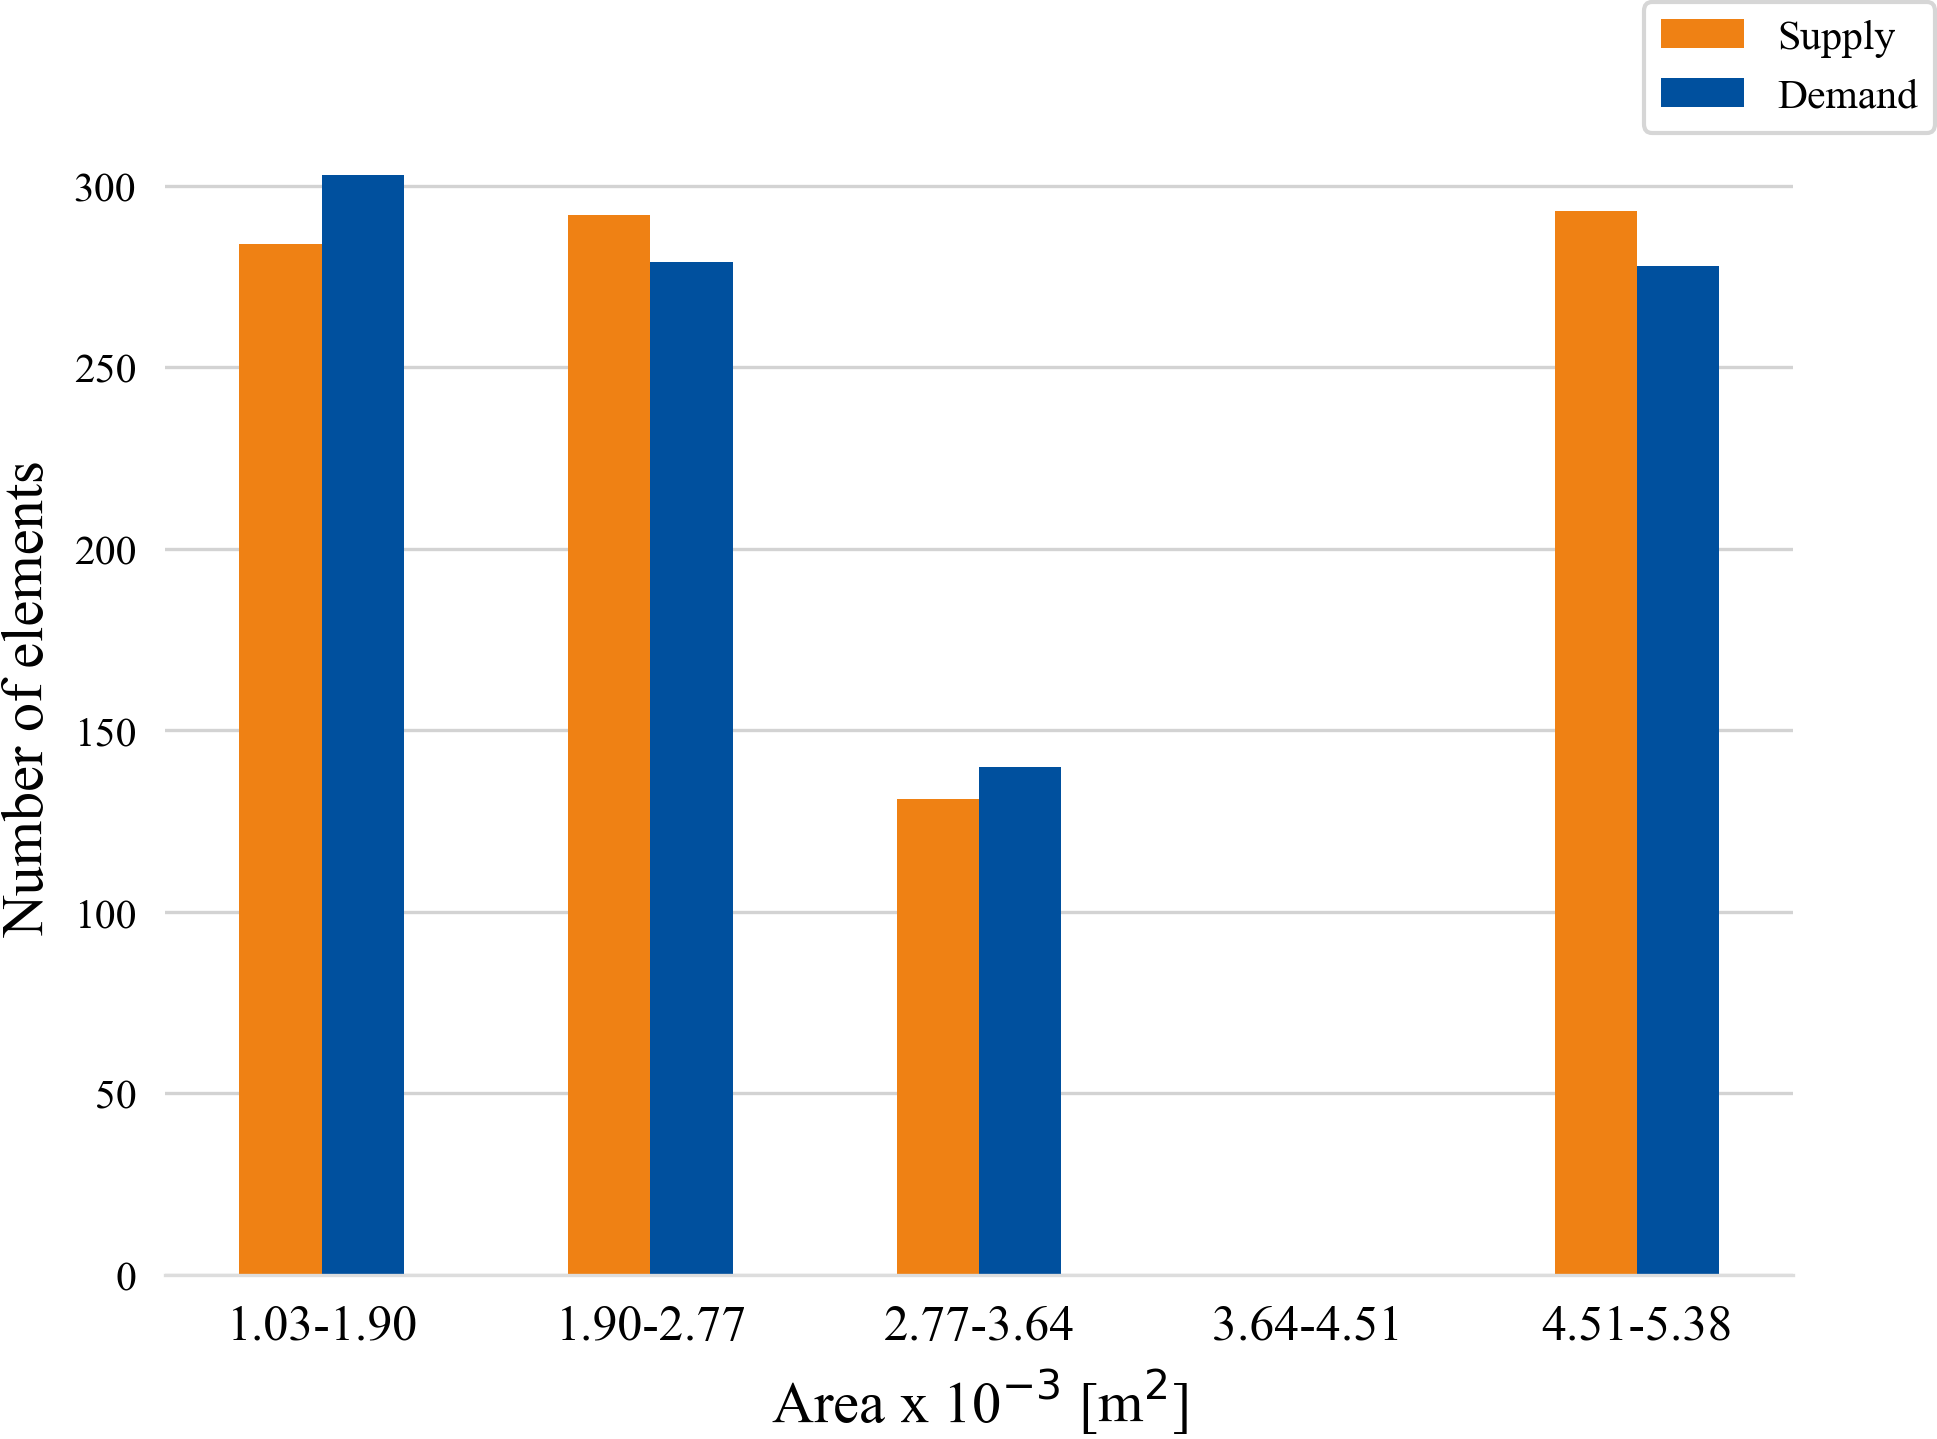 Supply
Demand
300
250
200
150
100
50
0
Number of elements
1.03-1.90 1.90-2.77 2.77-3.64 3.64-4.51 4.51-5.38
Area x 10⁻³ [m²]